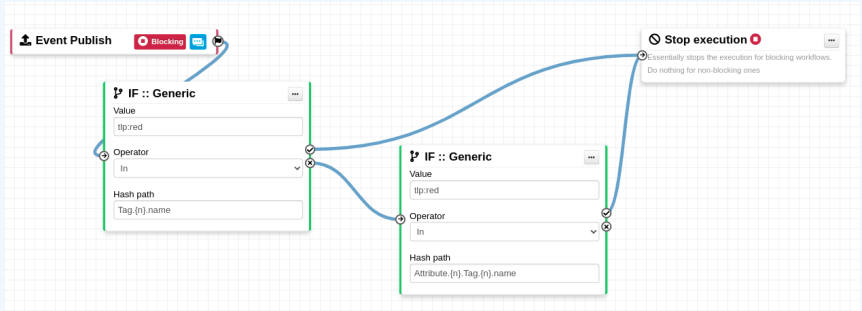 Event Publish
Blocking
Stop execution
Essentially stops the execution for blocking workflows.
Do nothing for non-blocking ones
IF :: Generic
Value
tlp:red
Operator
In
Hash path
Tag.{n}.name
IF :: Generic
Value
tlp:red
Operator
In
Hash path
Attribute.{n}.Tag.{n}.name